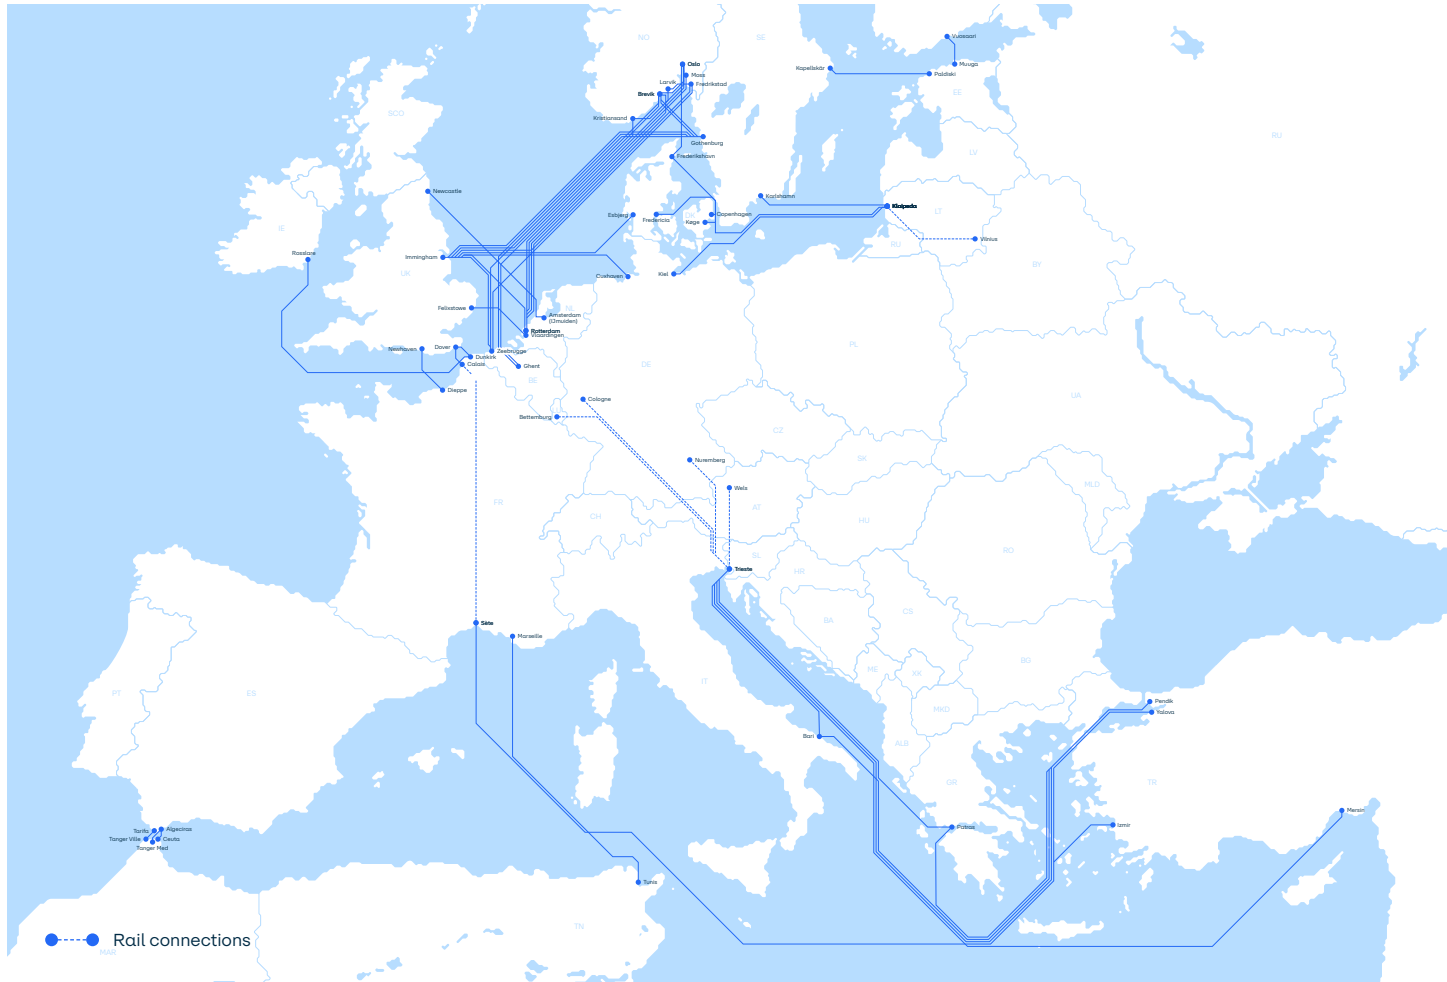 NO
SE
Vuosaari
Oslo
Muuga
Kapellskär
Paldiski
Moss
Larvik
Fredrikstad
Brevik
EE
SCO
Kristiansand
RU
Gothenburg
LV
Frederikshavn
Newcastle
Karlshamn
Klaipeda
LT
Esbjerg
Fredericia
DK
Copenhagen
Køge
IE
Vilnius
RU
Rosslare
Immingham
BY
UK
Cuxhaven
Kiel
Felixstowe
NL
Amsterdam
(IJmuiden)
Rotterdam
Vlaardingen
PL
Newhaven
Dover
Zeebrugge
Dunkirk
Calais
Ghent
DE
BE
Dieppe
UA
Cologne
Bettemburg
CZ
Nuremberg
SK
MLD
Wels
FR
AT
CH
HU
RO
SL
Trieste
HR
CS
BA
Sète
Marseille
BG
ME
XK
IT
PT
ES
Pendik
Yalova
MKD
Bari
ALB
GR
TR
Mersin
Izmir
Patras
Tarifa
Algeciras
Tanger Ville
Ceuta
Tanger Med
Tunis
TN
Rail connections
MAR